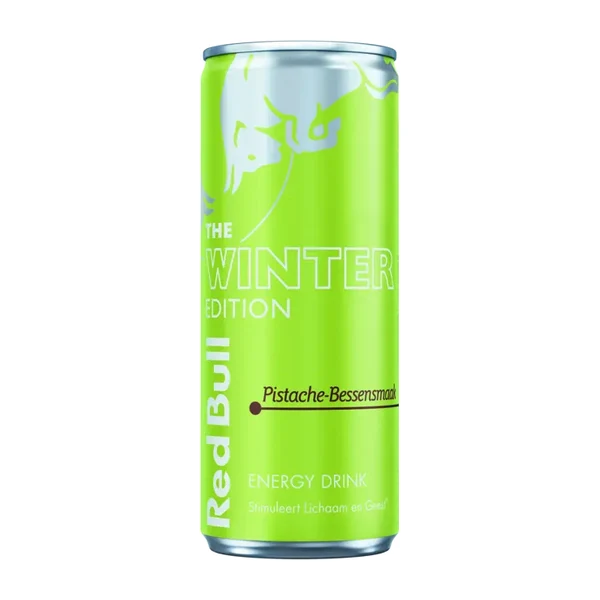 THE
WINTER
EDITION
Red Bull
Pistache-Bessensmaak
ENERGY DRINK
Stimuleert Lichaam en Geest